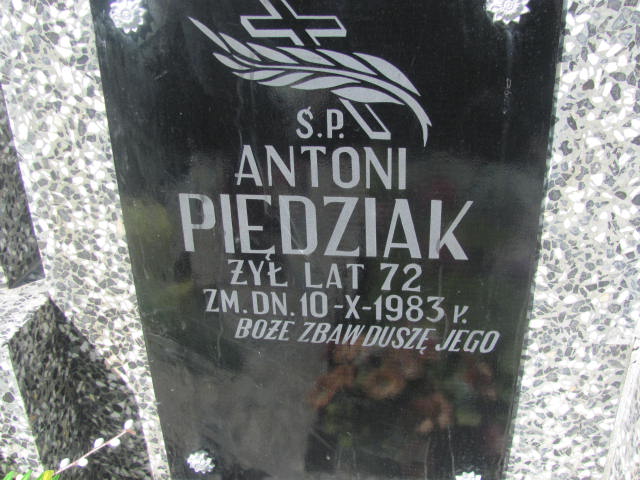 Ś.P.
ANTONI
PIĘDZIAK
ŻYŁ LAT 72
ZM. DN. 10-X-1983 r.
BOŻE ZBAW DUSZĘ JEGO